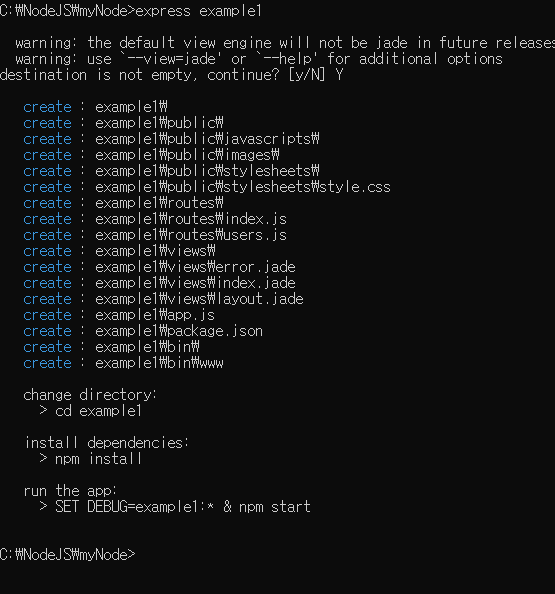 C:₩NodeJS₩myNode>express example1
warning: the default view engine will not be jade in future releases
warning: use `--view=jade' or `--help' for additional options
destination is not empty, continue? [y/N] Y
create : example1₩
create : example1₩public₩
create : example1₩public₩javascripts₩
create : example1₩public₩images₩
create : example1₩public₩stylesheets₩
create : example1₩public₩stylesheets₩style.css
create : example1₩routes₩
create : example1₩routes₩index.js
create : example1₩routes₩users.js
create : example1₩views₩
create : example1₩views₩error.jade
create : example1₩views₩index.jade
create : example1₩views₩layout.jade
create : example1₩app.js
create : example1₩package.json
create : example1₩bin₩
create : example1₩bin₩www
change directory:
> cd example1
install dependencies:
> npm install
run the app:
> SET DEBUG=example1:* & npm start
C:₩NodeJS₩myNode>